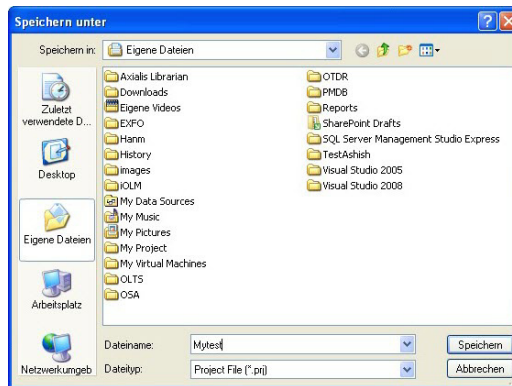 Speichern unter
Speichern in:
Eigene Dateien
Zuletzt
verwendete D...
Desktop
Eigene Dateien
Arbeitsplatz
Netzwerkumgeb
Axialis Librarian
Downloads
Eigene Videos
EXFO
Hanm
History
images
iOLM
My Data Sources
My Music
My Pictures
My Project
My Virtual Machines
OLTS
OSA
OTDR
PMDB
Reports
SharePoint Drafts
SQL Server Management Studio Express
TestAshish
Visual Studio 2005
Visual Studio 2008
Dateiname:
Mytest
Speichern
Dateityp:
Project File (*.prj)
Abbrechen